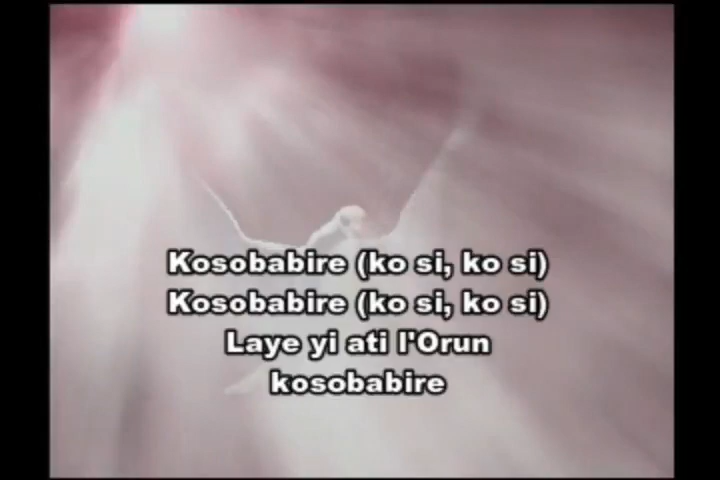 Kosobabire (ko si, ko si)
Kosobabire (ko si, ko si)
Laye yi ati l'Orun
kosobabire